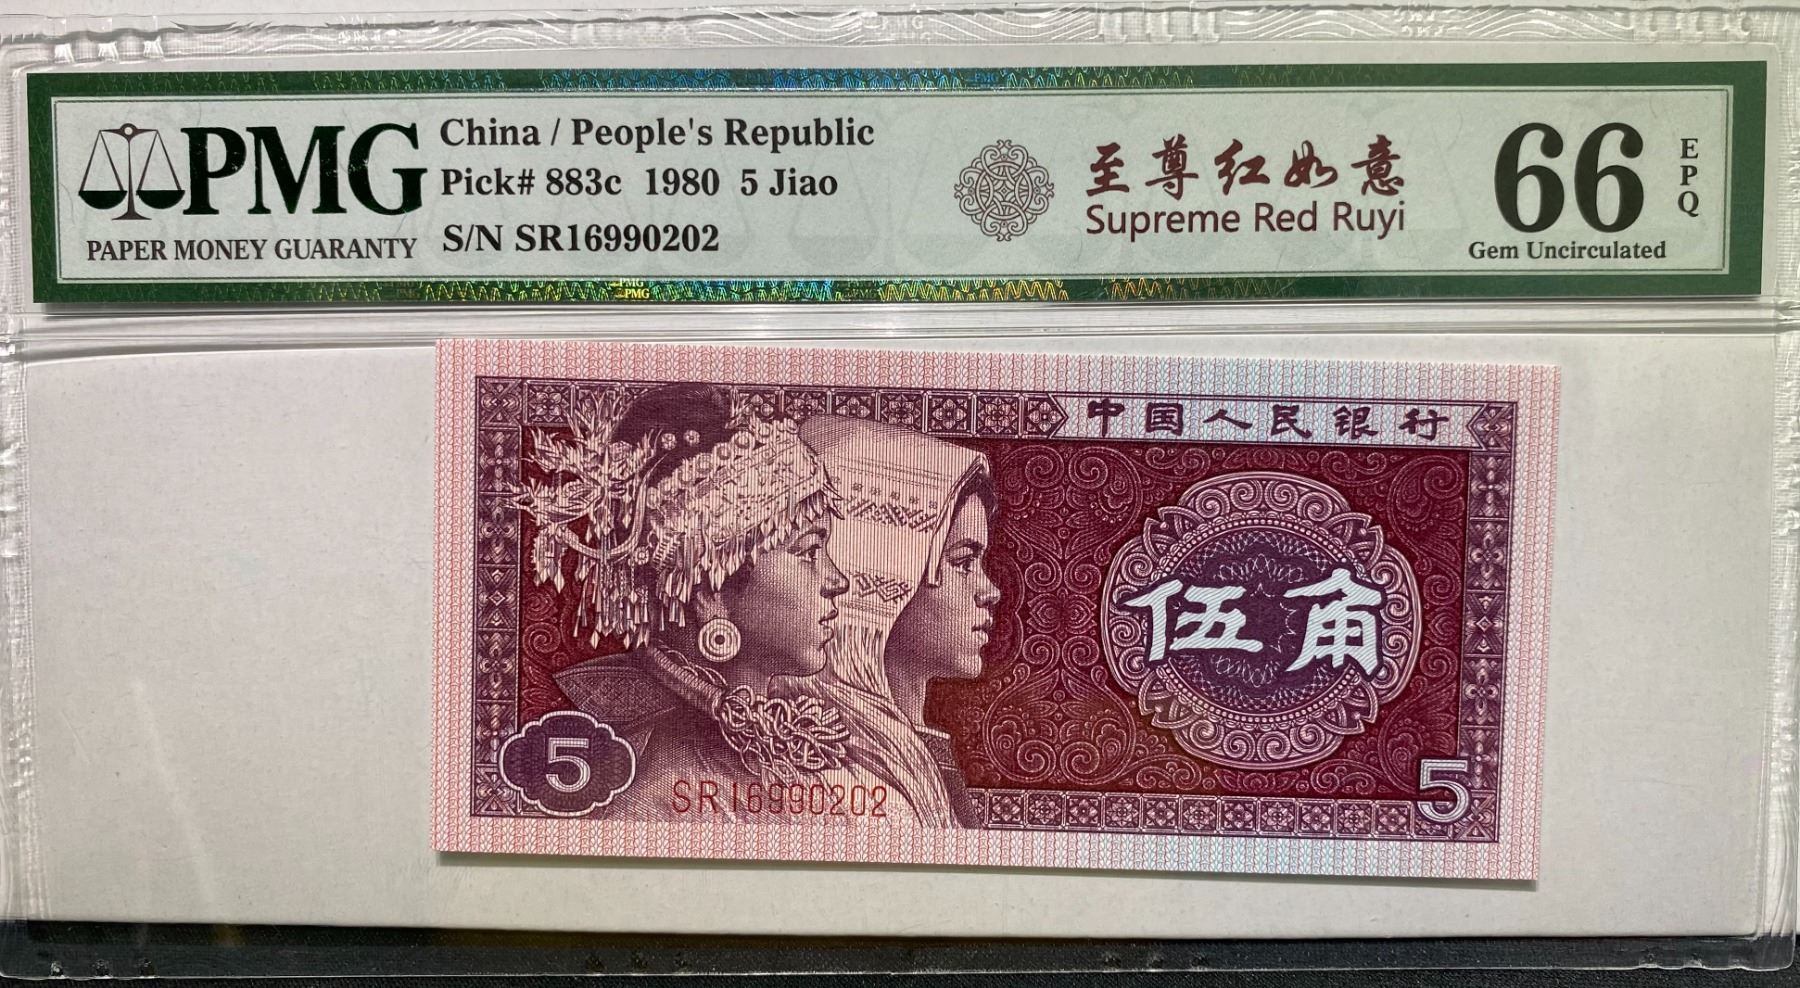 PMG
PAPER MONEY GUARANTY
China / People's Republic
Pick# 883c 1980 5 Jiao
S/N SR16990202
至尊红如意
Supreme Red Ruyi
66
EPQ
Gem Uncirculated
中国人民银行
伍角
5
SR16990202
5